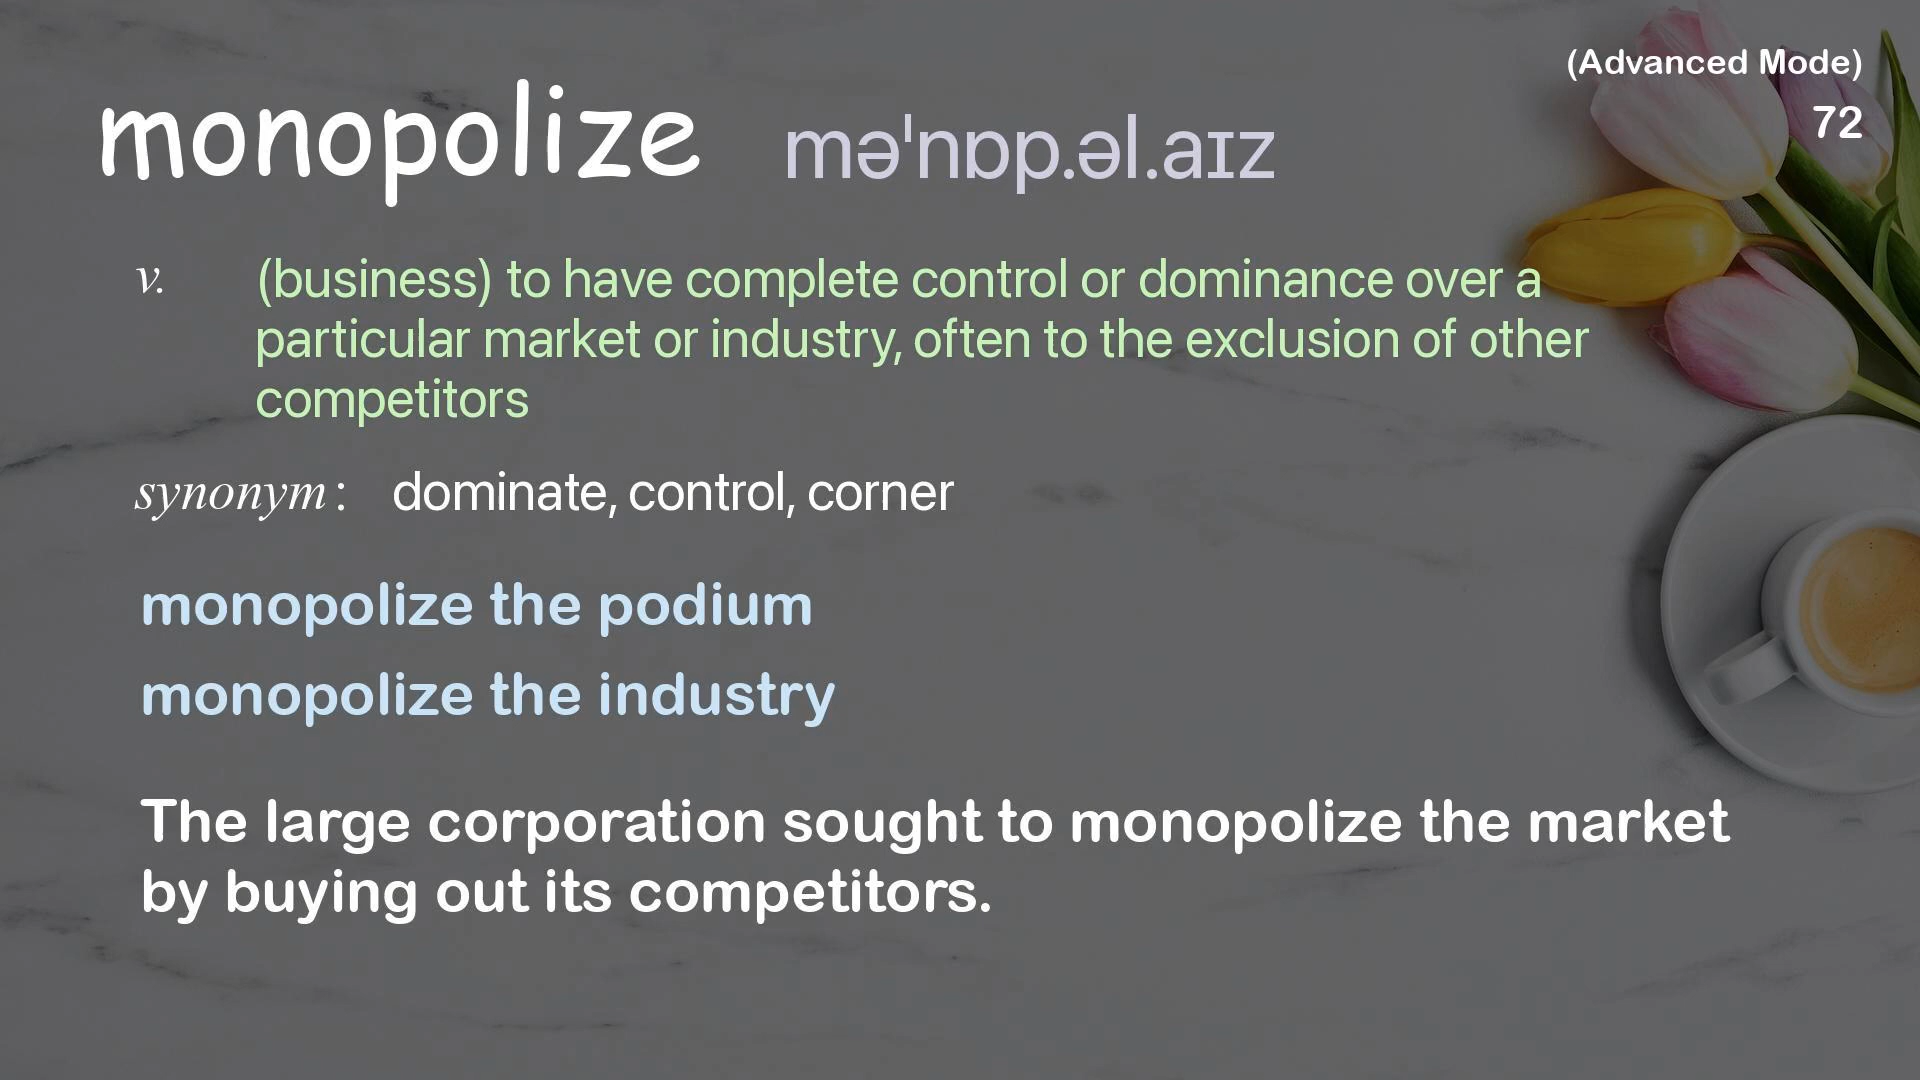 (Advanced Mode)
72
monopolize məˈnɒp.əl.aɪz
v. (business) to have complete control or dominance over a
particular market or industry, often to the exclusion of other
competitors
synonym: dominate, control, corner
monopolize the podium
monopolize the industry
The large corporation sought to monopolize the market
by buying out its competitors.